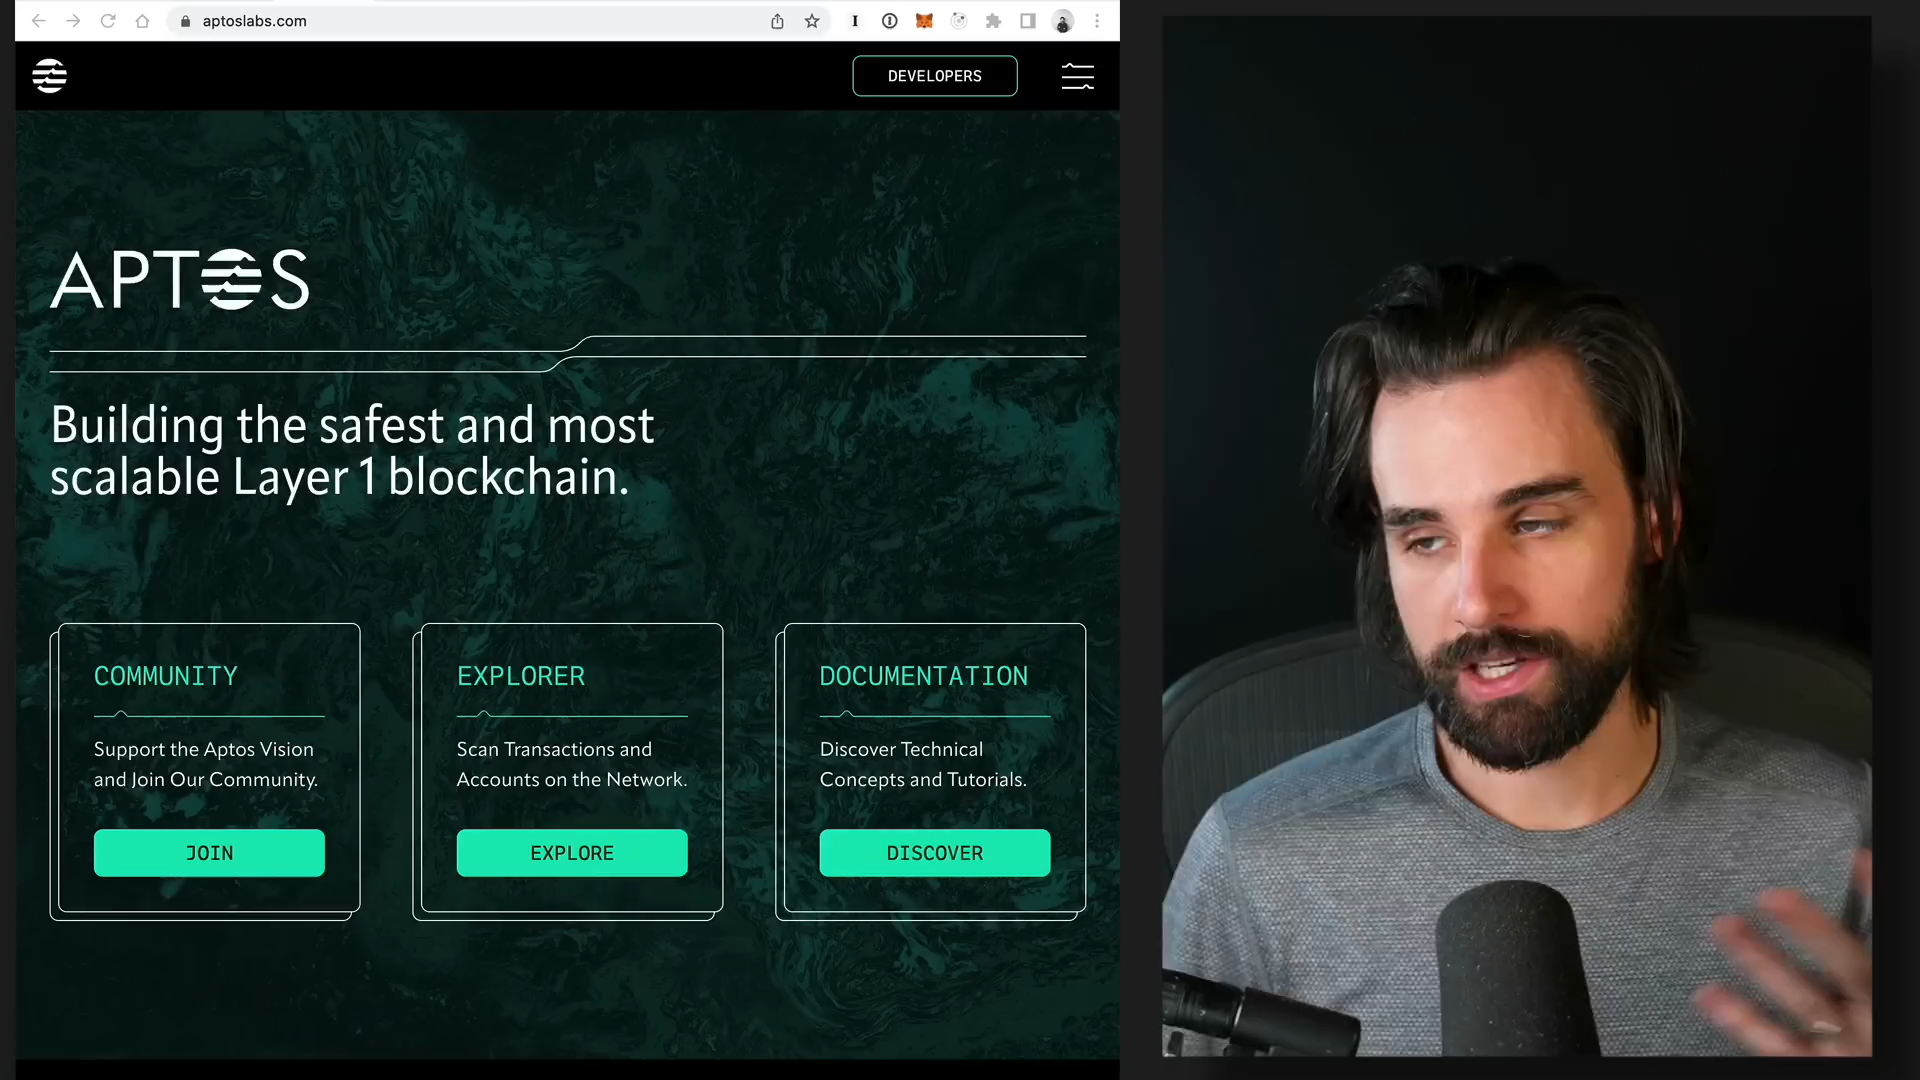 aptoslabs.com
DEVELOPERS
APTOS
Building the safest and most
scalable Layer 1 blockchain.
COMMUNITY
Support the Aptos Vision
and Join Our Community.
JOIN
EXPLORER
Scan Transactions and
Accounts on the Network.
EXPLORE
DOCUMENTATION
Discover Technical
Concepts and Tutorials.
DISCOVER